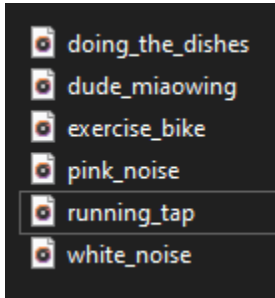 doing_the_dishes
dude_miaowing
exercise_bike
pink_noise
running_tap
white_noise